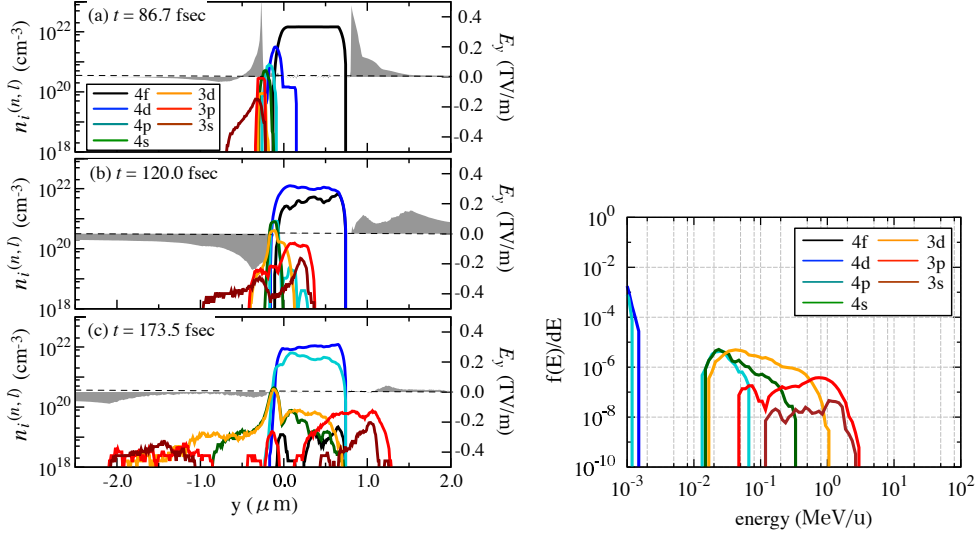 (a) t = 86.7 fsec
10^22
10^20
10^18
n_i^(n, l) (cm^-3)
0.4
0.2
0.0
-0.2
-0.4
E_y (TV/m)
4f
4d
4p
4s
3d
3p
3s
(b) t = 120.0 fsec
10^22
10^20
10^18
n_i^(n, l) (cm^-3)
0.4
0.2
0.0
-0.2
-0.4
E_y (TV/m)
(c) t = 173.5 fsec
10^22
10^20
10^18
n_i^(n, l) (cm^-3)
0.4
0.2
0.0
-0.2
-0.4
E_y (TV/m)
-2.0 -1.0 0.0 1.0 2.0
y (μm)
10^0
10^-2
10^-4
10^-6
10^-8
10^-10
f(E)/dE
4f
4d
4p
4s
3d
3p
3s
10^-3 10^-2 10^-1 10^0 10^1 10^2
energy (MeV/u)